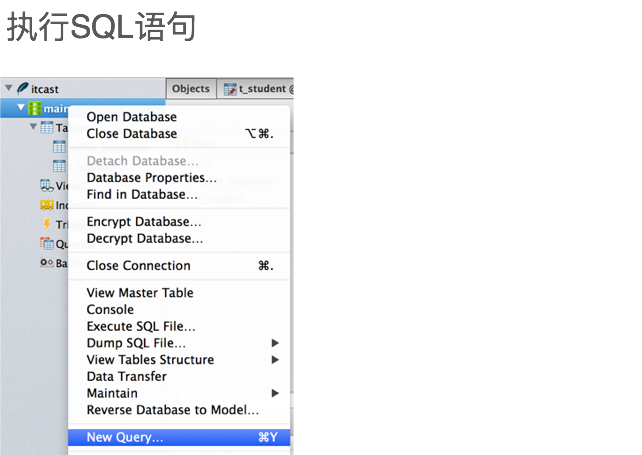 执行SQL语句
itcast
Objects
t_student @
main
Open Database
Close Database ⌥⌘.
Detach Database...
Database Properties...
Find in Database...
Encrypt Database...
Decrypt Database...
Close Connection ⌘.
View Master Table
Console
Execute SQL File...
Dump SQL File...
View Tables Structure
Data Transfer
Maintain
Reverse Database to Model...
New Query... ⌘Y
Ta
Vie
Ind
Tri
Qu
Ba